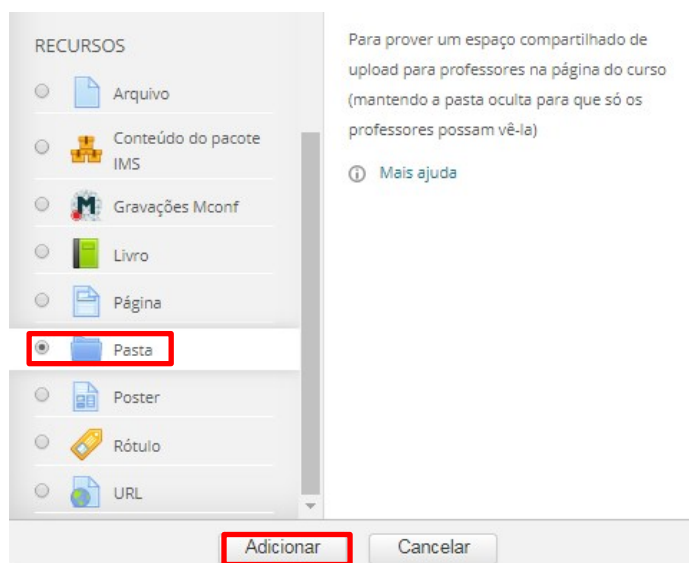 RECURSOS
Arquivo
Conteúdo do pacote
IMS
Gravações Mconf
Livro
Página
Pasta
Poster
Rótulo
URL
Para prover um espaço compartilhado de
upload para professores na página do curso
(mantendo a pasta oculta para que só os
professores possam vê-la)
Mais ajuda
Adicionar
Cancelar